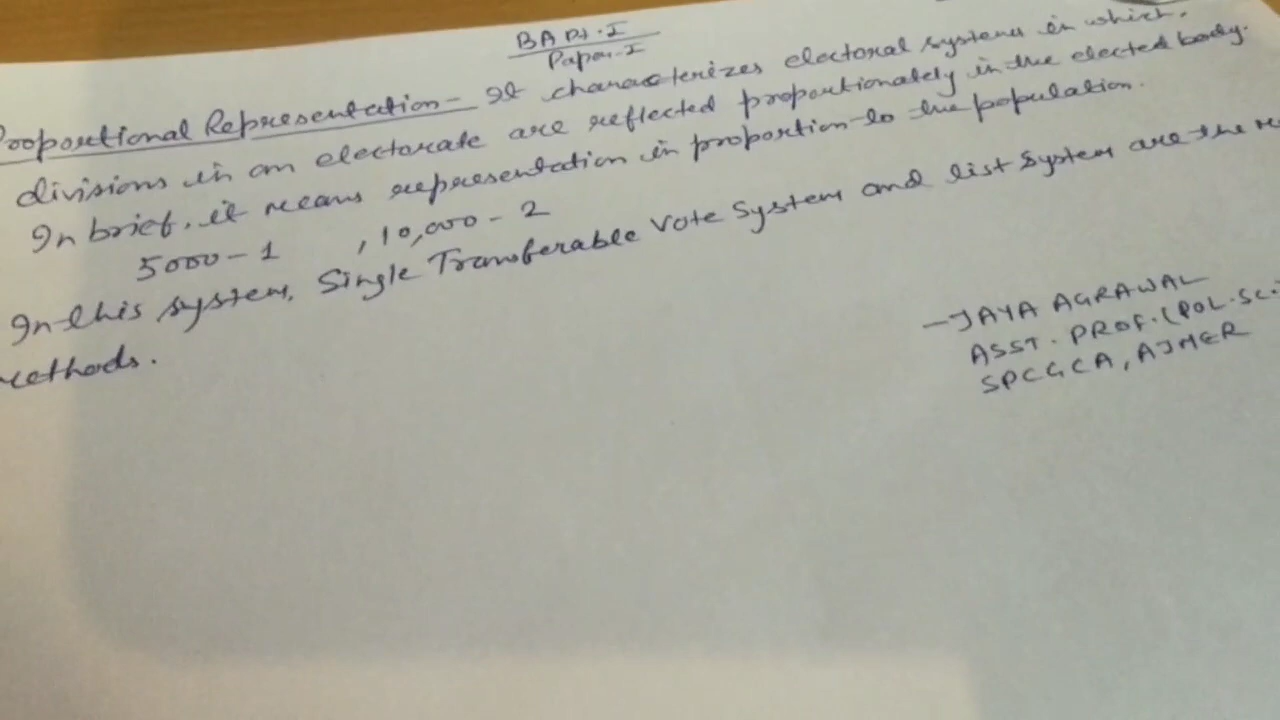 BA Pt. I
Paper-I
Proportional Representation - It characterizes electoral systems in which,
divisions in an electorate are reflected proportionately in the elected body.
In brief, it means representation in proportion to the population.
5000 - 1 , 10,000 - 2
In this system, Single Transferable Vote System and list System are the
methods.
- JAYA AGRAWAL
ASST. PROF. (POL. SC.
SPCGCA, AJMER